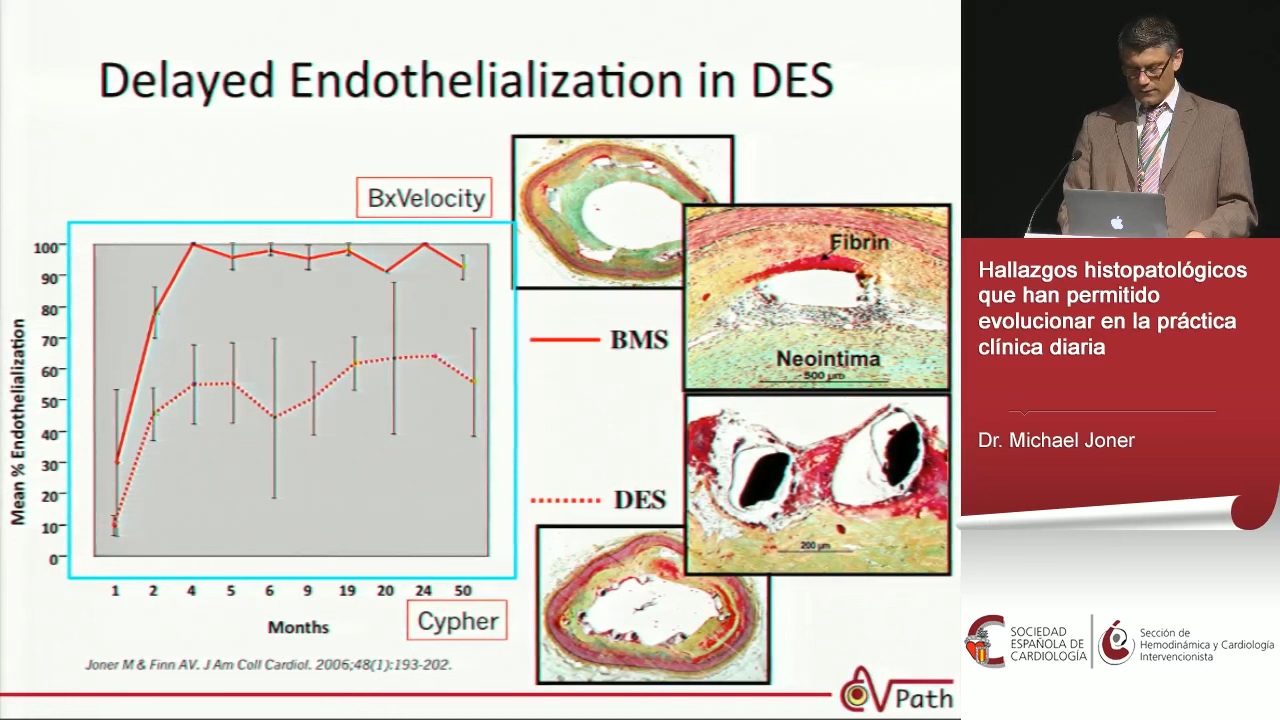 Delayed Endothelialization in DES
BxVelocity
Mean % Endothelialization
100
90
80
70
60
50
40
30
20
10
0
1 2 4 5 6 9 19 20 24 50
Months
Cypher
BMS
DES
Fibrin
Neointima
500 µm
200 µm
Joner M & Finn AV. J Am Coll Cardiol. 2006;48(1):193-202.
CVPath
Hallazgos histopatológicos
que han permitido
evolucionar en la práctica
clínica diaria
Dr. Michael Joner
SOCIEDAD
ESPAÑOLA DE
CARDIOLOGÍA
Sección de
Hemodinámica y Cardiología
Intervencionista